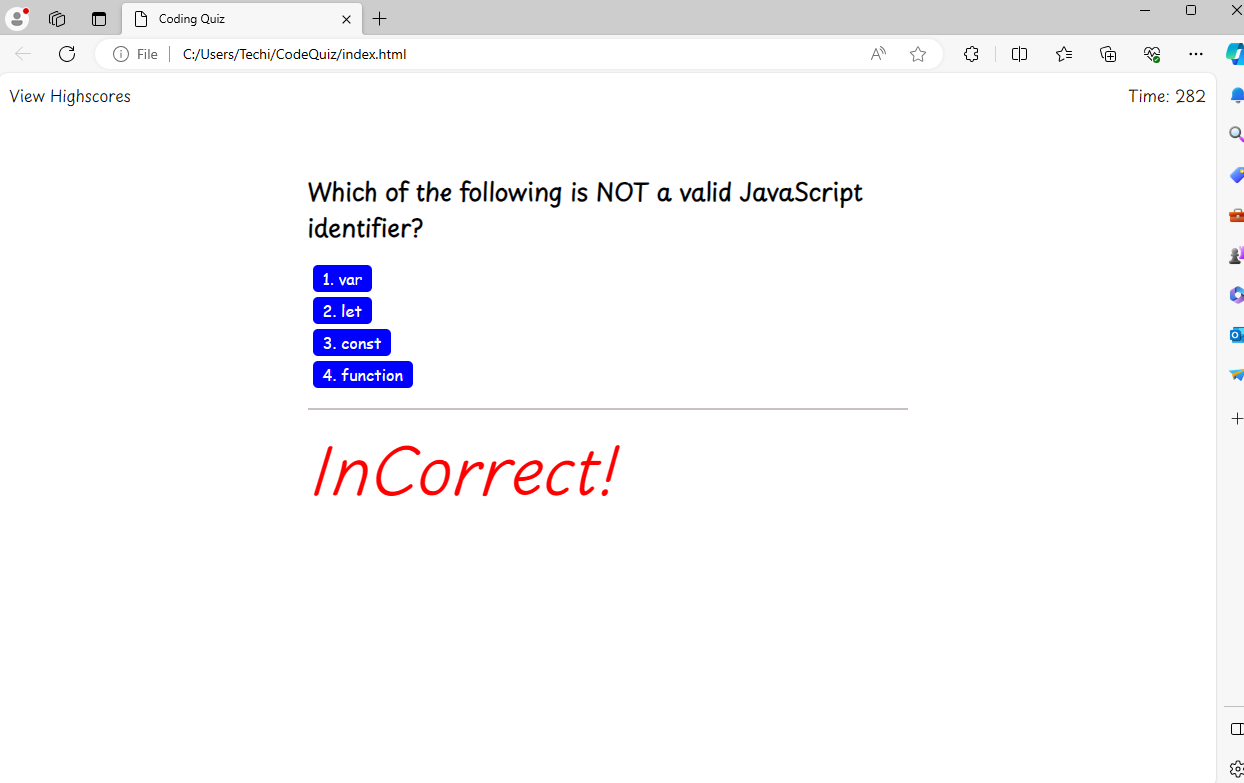 Coding Quiz
File
C:/Users/Techi/CodeQuiz/index.html
View Highscores
Time: 282
Which of the following is NOT a valid JavaScript
identifier?
1. var
2. let
3. const
4. function
InCorrect!